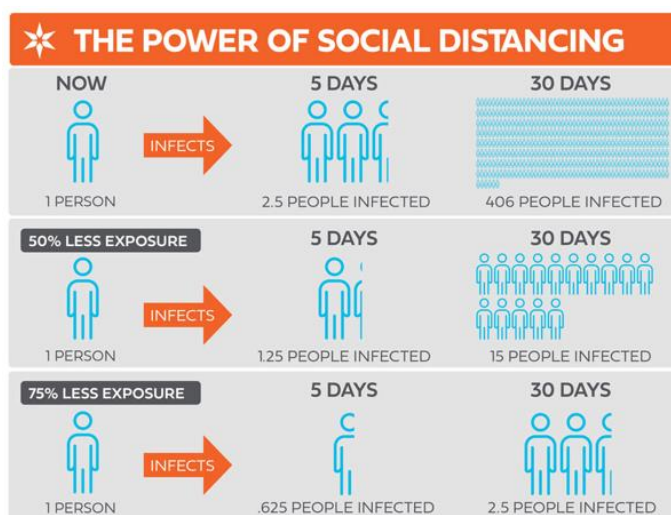 THE POWER OF SOCIAL DISTANCING
NOW
5 DAYS
30 DAYS
INFECTS
1 PERSON
2.5 PEOPLE INFECTED
406 PEOPLE INFECTED
50% LESS EXPOSURE
5 DAYS
30 DAYS
INFECTS
1 PERSON
1.25 PEOPLE INFECTED
15 PEOPLE INFECTED
75% LESS EXPOSURE
5 DAYS
30 DAYS
INFECTS
1 PERSON
.625 PEOPLE INFECTED
2.5 PEOPLE INFECTED